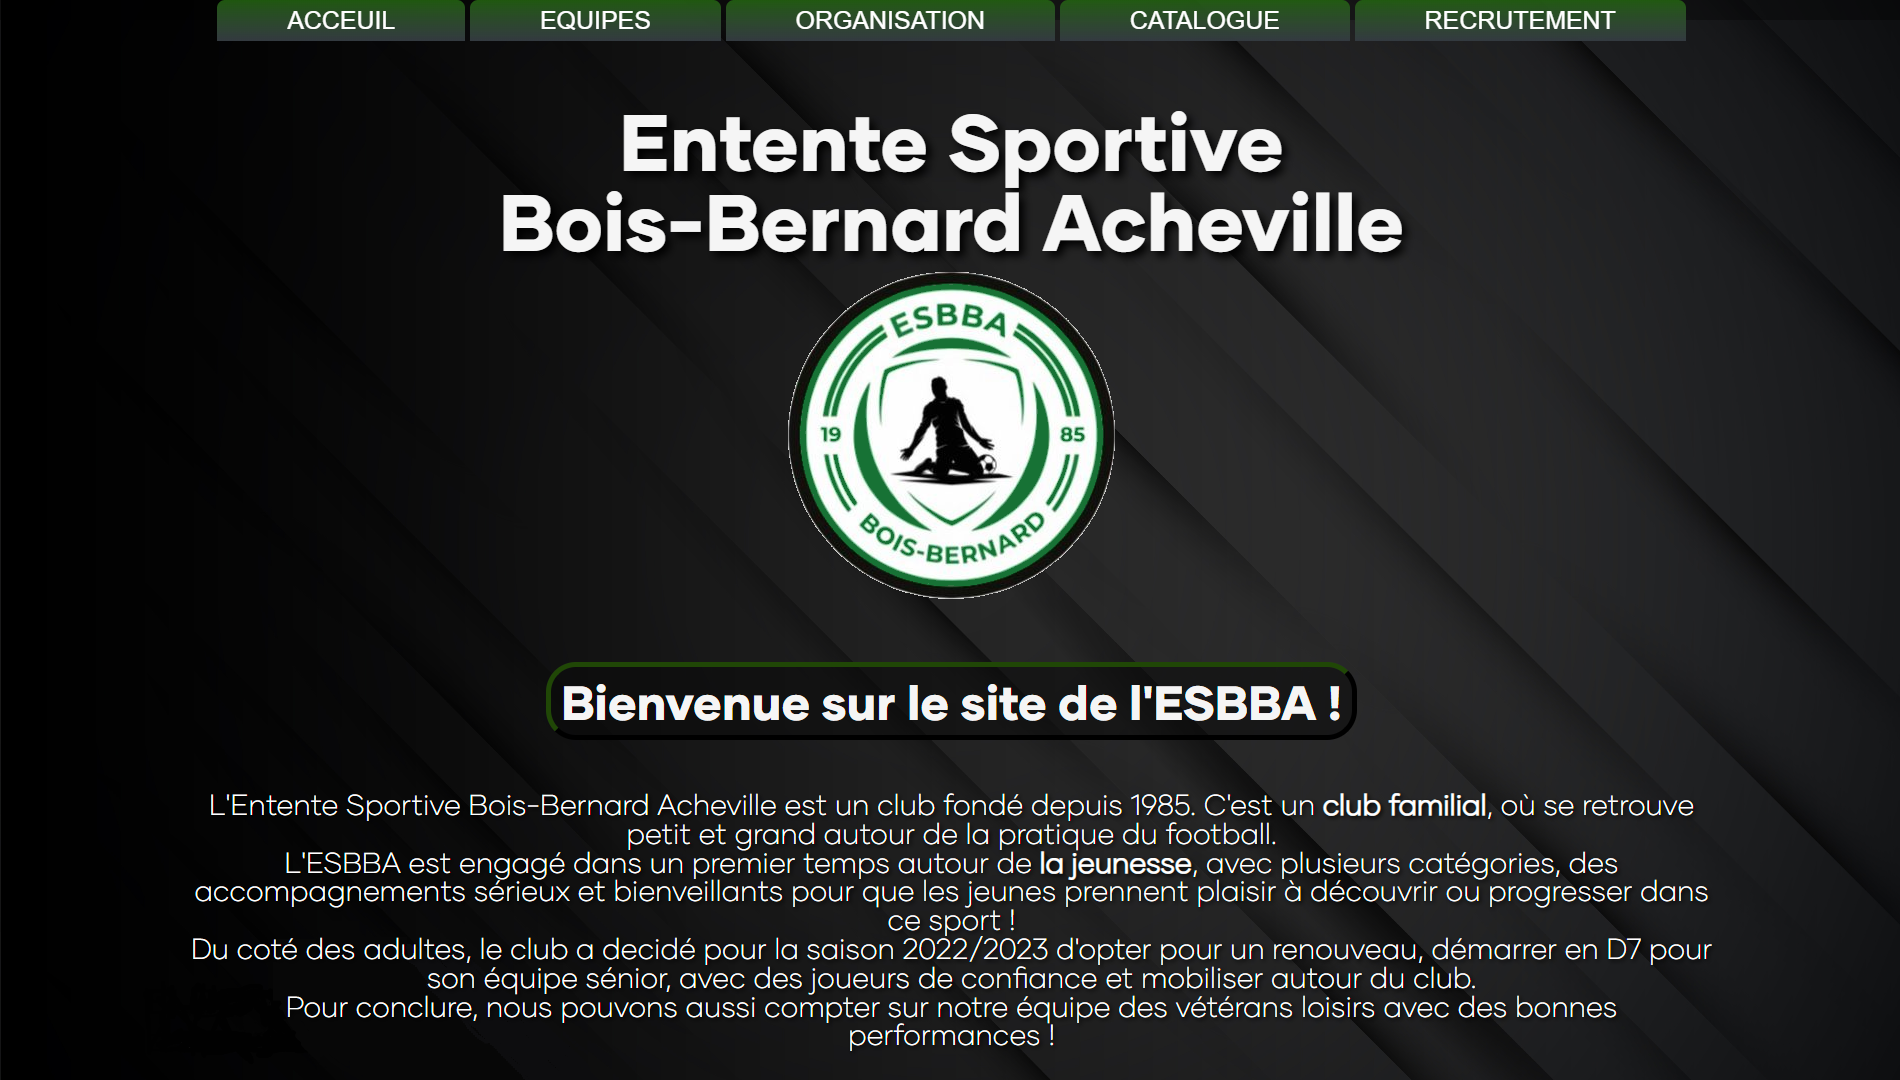 ACCEUIL EQUIPES ORGANISATION CATALOGUE RECRUTEMENT
Entente Sportive
Bois-Bernard Acheville
ESBBA
19 85
BOIS-BERNARD
Bienvenue sur le site de l'ESBBA !
L'Entente Sportive Bois-Bernard Acheville est un club fondé depuis 1985. C'est un club familial, où se retrouve
petit et grand autour de la pratique du football.
L'ESBBA est engagé dans un premier temps autour de la jeunesse, avec plusieurs catégories, des
accompagnements sérieux et bienveillants pour que les jeunes prennent plaisir à découvrir ou progresser dans
ce sport !
Du coté des adultes, le club a decidé pour la saison 2022/2023 d'opter pour un renouveau, démarrer en D7 pour
son équipe sénior, avec des joueurs de confiance et mobiliser autour du club.
Pour conclure, nous pouvons aussi compter sur notre équipe des vétérans loisirs avec des bonnes
performances !